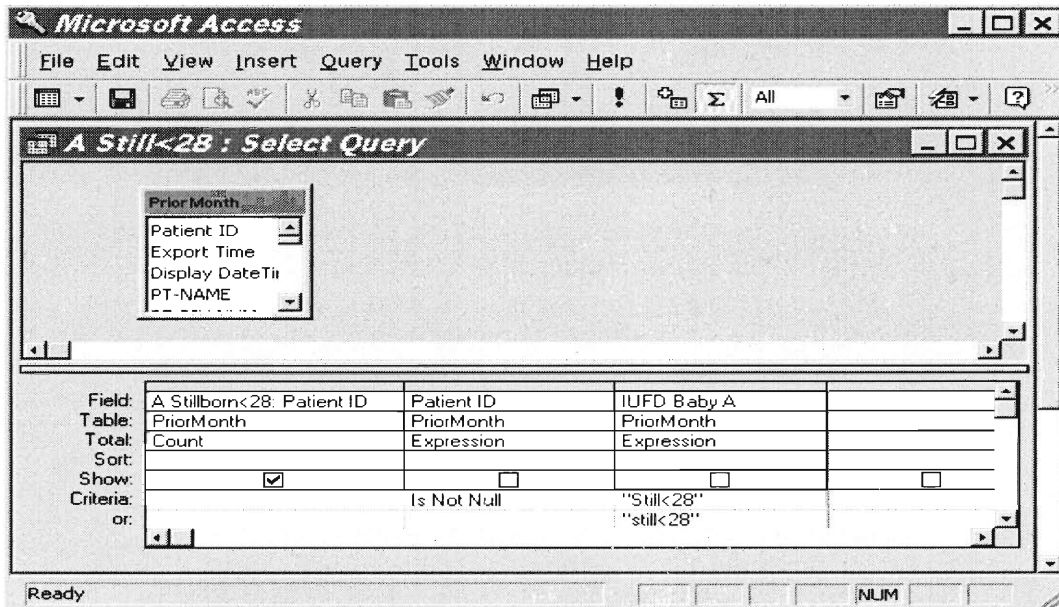 Microsoft Access
File Edit View Insert Query Tools Window Help
ABC All
A Still<28 : Select Query
PriorMonth
Patient ID
Export Time
Display DateTi
PT-NAME
Field: A Stillborn<28: Patient ID Patient ID IUFD Baby A
Table: PriorMonth PriorMonth PriorMonth
Total: Count Expression Expression
Sort:
Show:
Criteria: Is Not Null "Still<28"
or: "still<28"
Ready NUM